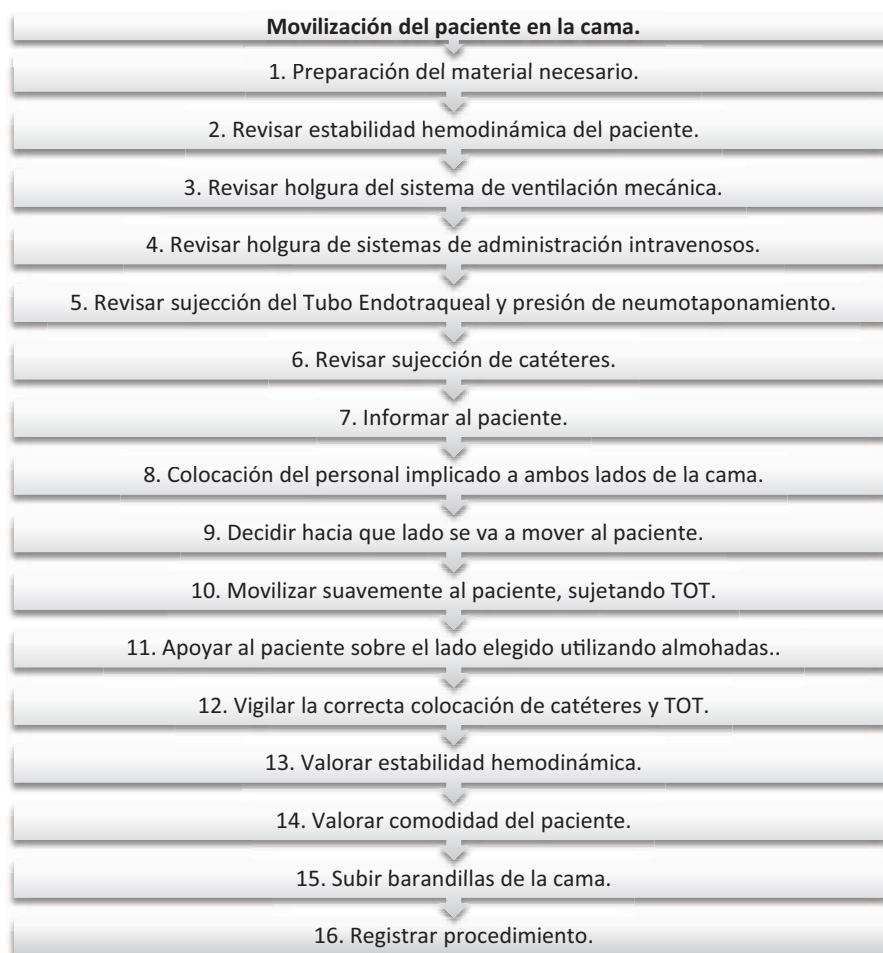 Movilización del paciente en la cama.
1. Preparación del material necesario.
2. Revisar estabilidad hemodinámica del paciente.
3. Revisar holgura del sistema de ventilación mecánica.
4. Revisar holgura de sistemas de administración intravenosos.
5. Revisar sujección del Tubo Endotraqueal y presión de neumotaponamiento.
6. Revisar sujección de catéteres.
7. Informar al paciente.
8. Colocación del personal implicado a ambos lados de la cama.
9. Decidir hacia que lado se va a mover al paciente.
10. Movilizar suavemente al paciente, sujetando TOT.
11. Apoyar al paciente sobre el lado elegido utilizando almohadas..
12. Vigilar la correcta colocación de catéteres y TOT.
13. Valorar estabilidad hemodinámica.
14. Valorar comodidad del paciente.
15. Subir barandillas de la cama.
16. Registrar procedimiento.